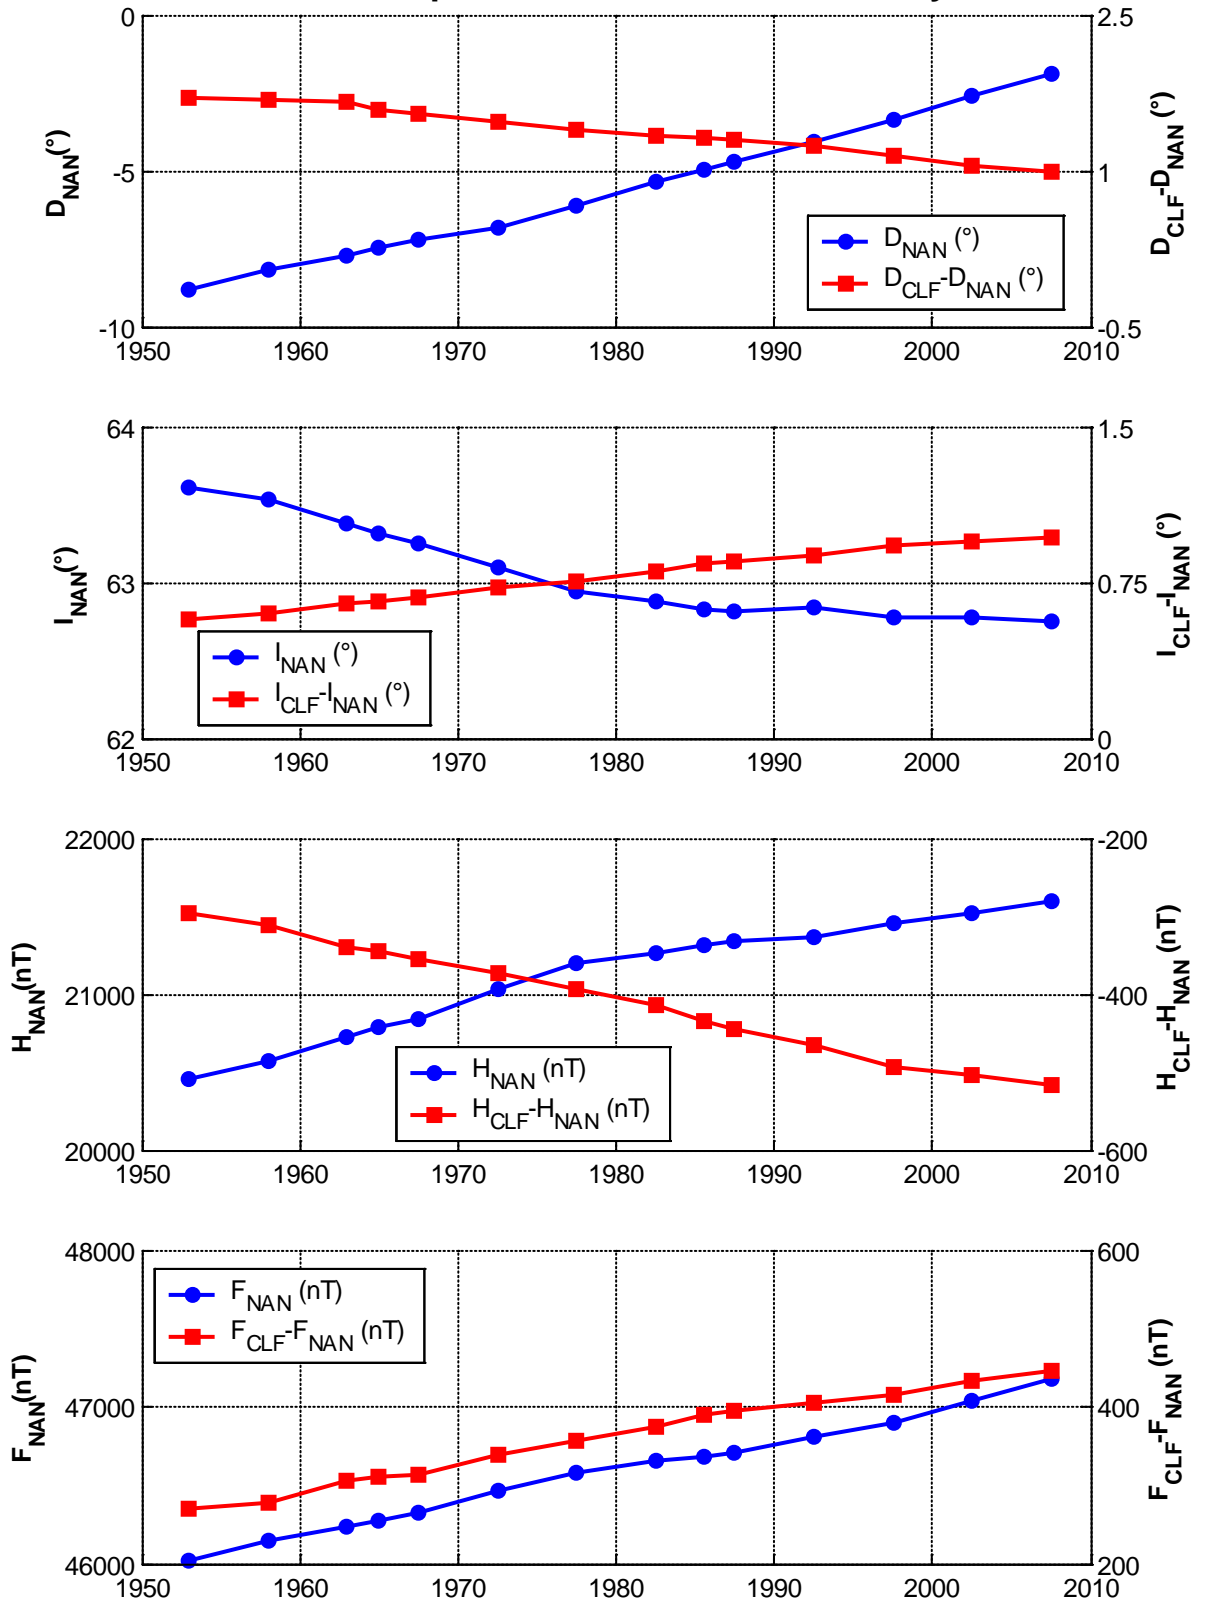 0
2.5
D_NAN(°)
D_CLF-D_NAN (°)
-5
1
D_NAN (°)
D_CLF-D_NAN (°)
-10
-0.5
1950 1960 1970 1980 1990 2000 2010
64
1.5
I_NAN(°)
I_CLF-I_NAN (°)
63
0.75
I_NAN (°)
I_CLF-I_NAN (°)
62
0
1950 1960 1970 1980 1990 2000 2010
22000
-200
H_NAN(nT)
H_CLF-H_NAN (nT)
21000
-400
H_NAN (nT)
H_CLF-H_NAN (nT)
20000
-600
1950 1960 1970 1980 1990 2000 2010
48000
600
F_NAN (nT)
F_CLF-F_NAN (nT)
F_NAN(nT)
F_CLF-F_NAN (nT)
47000
400
46000
200
1950 1960 1970 1980 1990 2000 2010